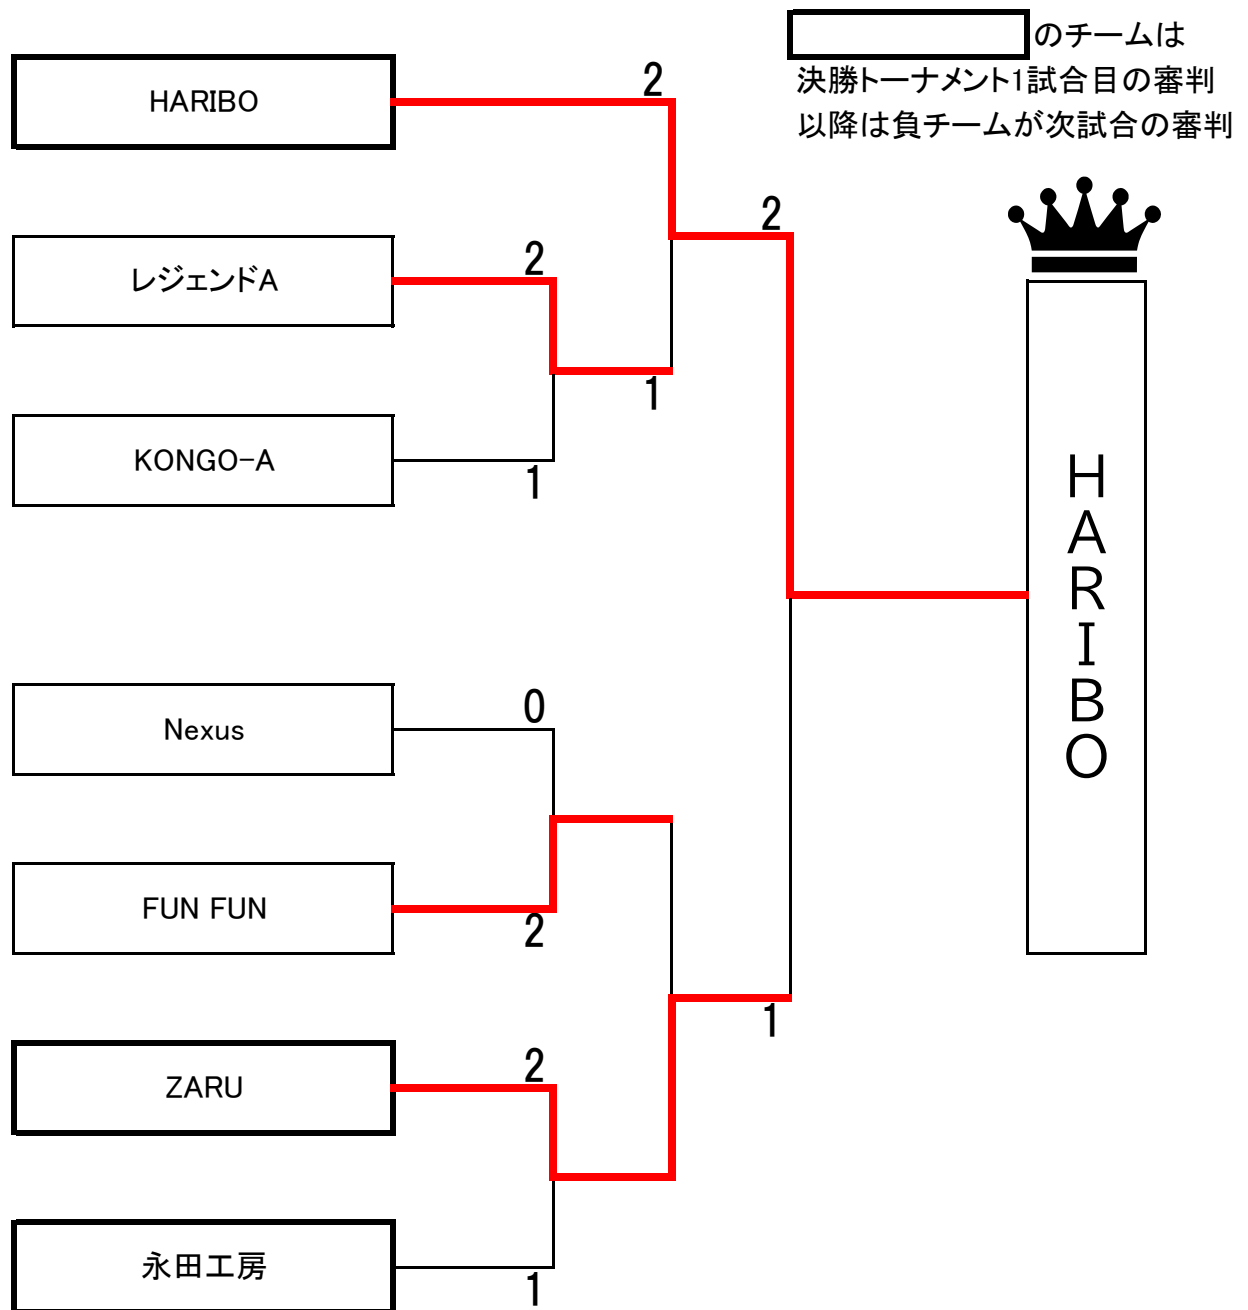 のチームは
決勝トーナメント1試合目の審判
以降は負チームが次試合の審判
HARIBO
2
2
レジェンドA
2
1
KONGO-A
1
HARIBO
Nexus
0
FUN FUN
2
1
ZARU
2
永田工房
1